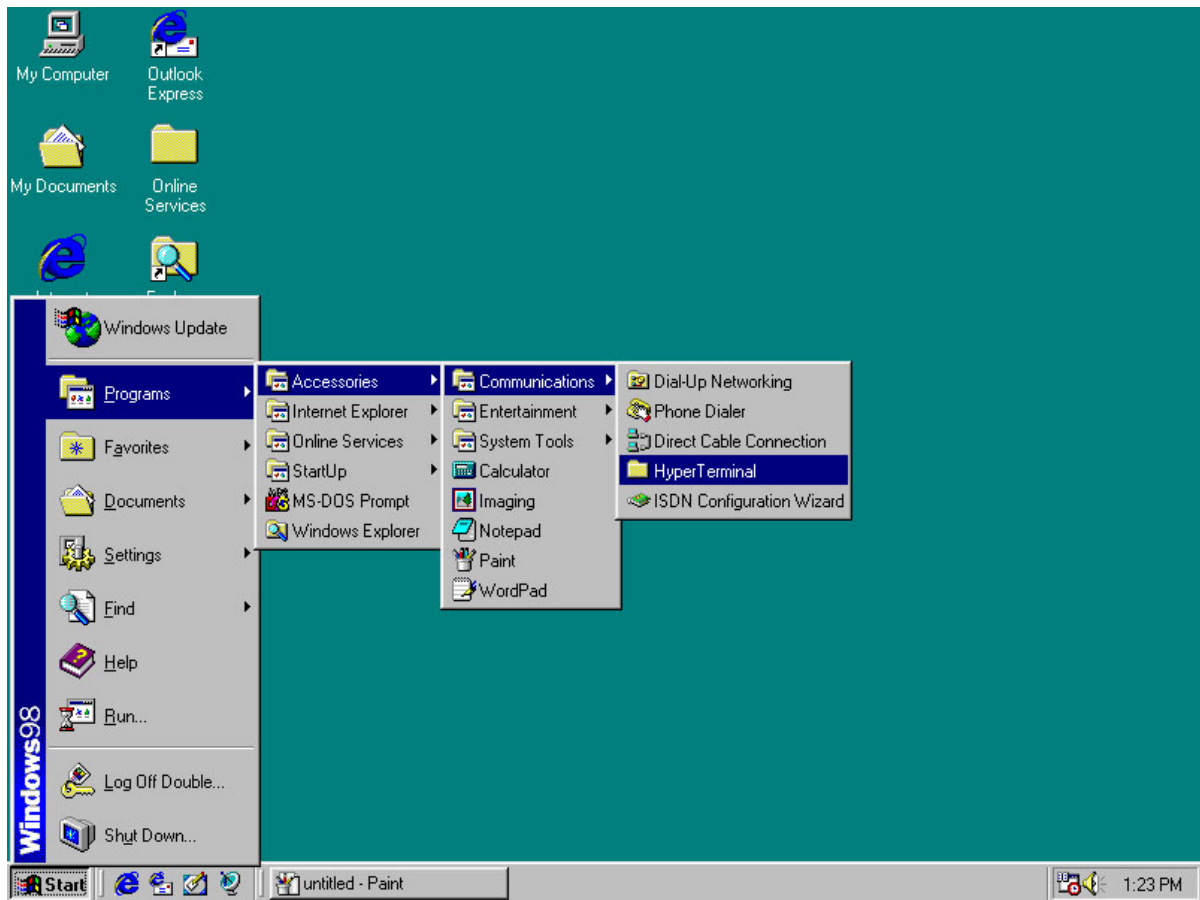 My Computer
Outlook
Express
My Documents
Online
Services
Windows Update
Programs
Favorites
Documents
Settings
Find
Help
Run...
Log Off Double...
Shut Down...
Windows98
Accessories
Internet Explorer
Online Services
StartUp
MS-DOS Prompt
Windows Explorer
Communications
Entertainment
System Tools
Calculator
Imaging
Notepad
Paint
WordPad
Dial-Up Networking
Phone Dialer
Direct Cable Connection
HyperTerminal
ISDN Configuration Wizard
Start
untitled - Paint
1:23 PM